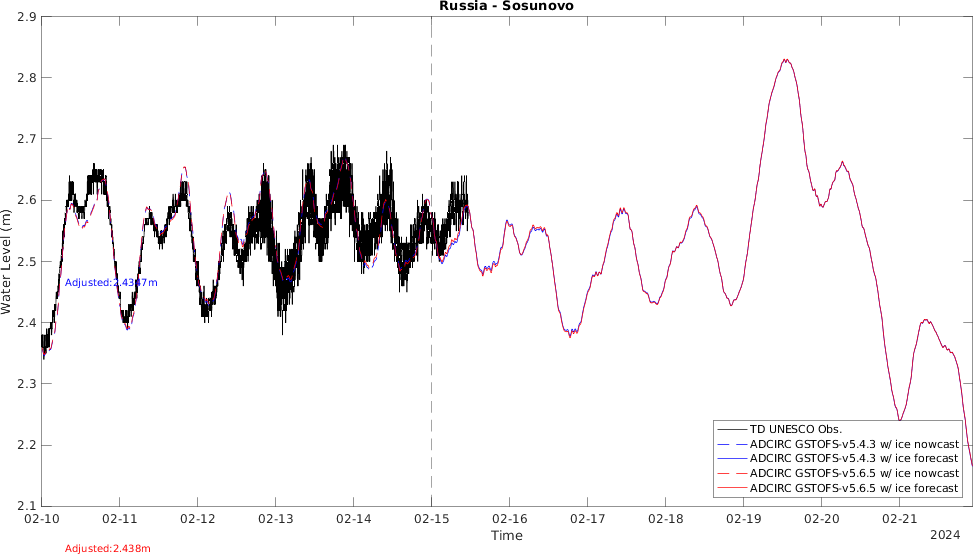 Russia - Sosunovo
2.9
2.8
2.7
2.6
2.5
2.4
2.3
2.2
2.1
Water Level (m)
Adjusted:2.4347m
TD UNESCO Obs.
ADCIRC GSTOFS-v5.4.3 w/ ice nowcast
ADCIRC GSTOFS-v5.4.3 w/ ice forecast
ADCIRC GSTOFS-v5.6.5 w/ ice nowcast
ADCIRC GSTOFS-v5.6.5 w/ ice forecast
02-10 02-11 02-12 02-13 02-14 02-15 02-16 02-17 02-18 02-19 02-20 02-21
Time
2024
Adjusted:2.438m